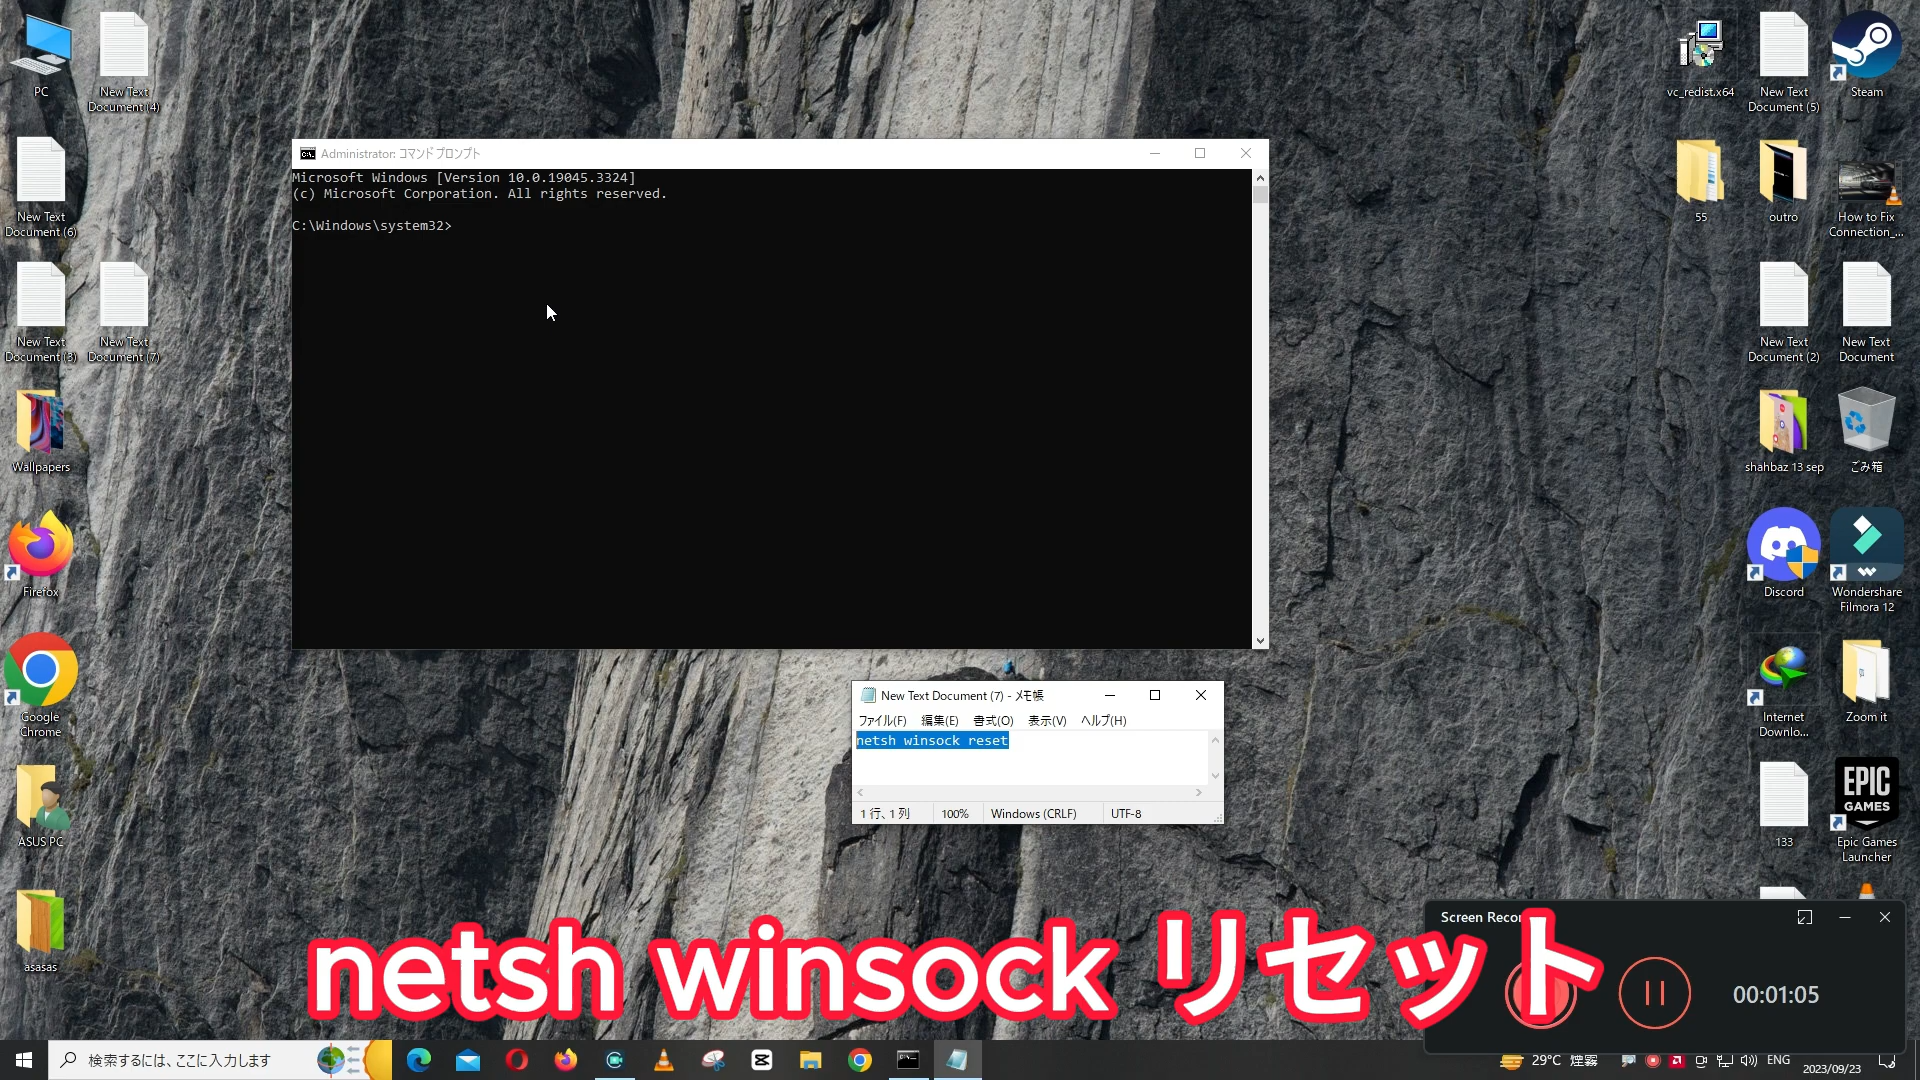 PC
New Text
Document (4)
New Text
Document (6)
New Text
Document (3)
New Text
Document (7)
Wallpapers
Firefox
Google
Chrome
ASUS PC
asasas
vc_redist.x64
New Text
Document (5)
Steam
55
outro
How to Fix
Connection_...
New Text
Document (2)
New Text
Document
shahbaz 13 sep
ごみ箱
Discord
Wondershare
Filmora 12
Internet
Downlo...
Zoom it
133
EPIC
GAMES
Epic Games
Launcher
Administrator: コマンド プロンプト
Microsoft Windows [Version 10.0.19045.3324]
(c) Microsoft Corporation. All rights reserved.
C:\Windows\system32>
New Text Document (7) - メモ帳
ファイル(F) 編集(E) 書式(O) 表示(V) ヘルプ(H)
netsh winsock reset
1 行、1 列 100% Windows (CRLF) UTF-8
netsh winsock リセット
Screen Recor
00:01:05
検索するには、ここに入力します
29°C 煙霧
ENG
2023/09/23